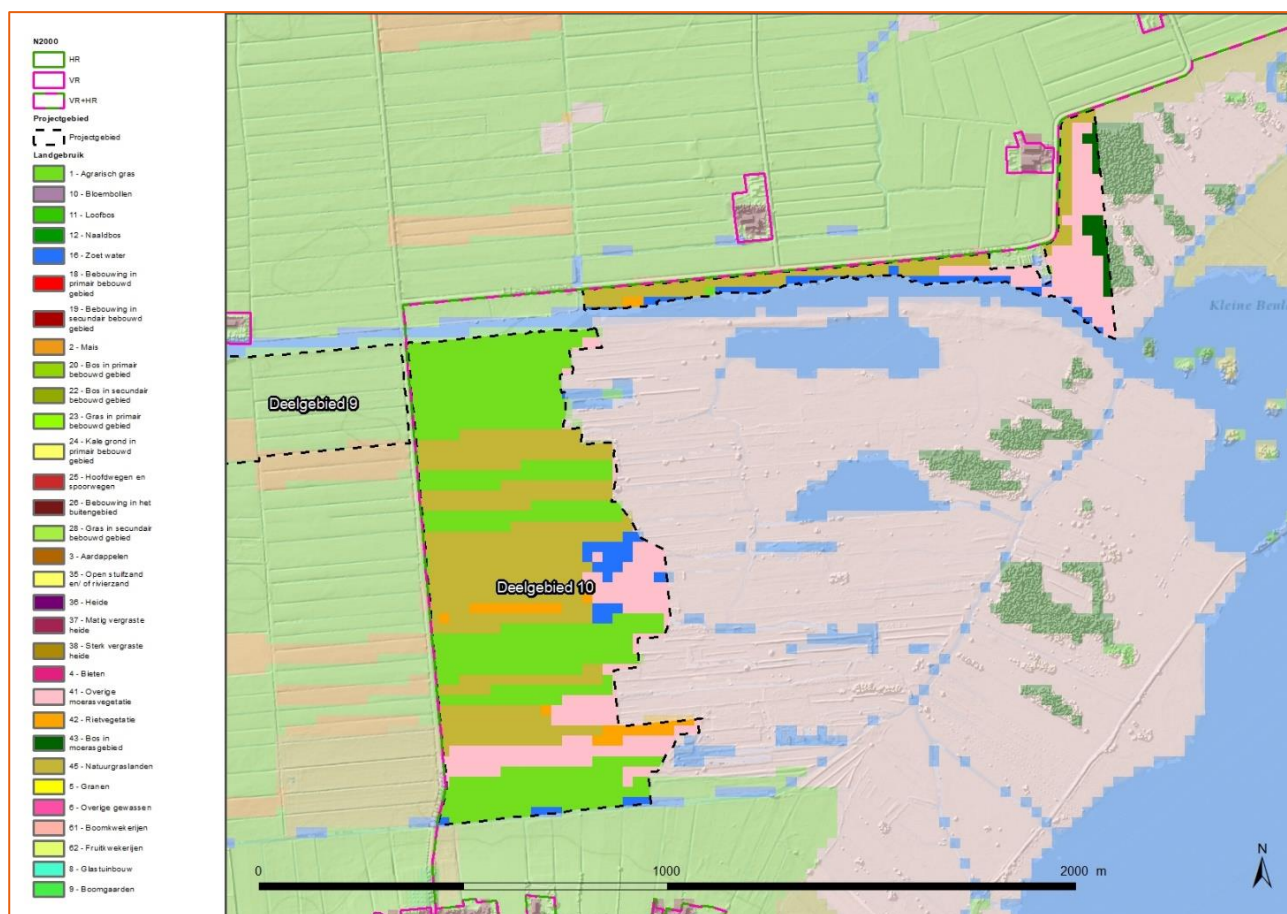 N2000
HR
VR
VR+HR
Projectgebied
Projectgebied
Landgebruik
1 - Agrarisch gras
10 - Bloembollen
11 - Loofbos
12 - Naaldbos
16 - Zoet water
18 - Bebouwing in
primair bebouwd
gebied
19 - Bebouwing in
secundair bebouwd
gebied
2 - Mais
20 - Bos in primair
bebouwd gebied
22 - Bos in secundair
bebouwd gebied
23 - Gras in primair
bebouwd gebied
24 - Kale grond in
primair bebouwd
gebied
25 - Hoofdwegen en
spoorwegen
26 - Bebouwing in het
buitengebied
28 - Gras in secundair
bebouwd gebied
3 - Aardappelen
35 - Open stuifzand
en/ of rivierzand
36 - Heide
37 - Matig vergraste
heide
38 - Sterk vergraste
heide
4 - Bieten
41 - Overige
moerasvegetatie
42 - Rietvegetatie
43 - Bos in
moerasgebied
45 - Natuurgraslanden
5 - Granen
6 - Overige gewassen
61 - Boomkwekerijen
62 - Fruitkwekerijen
8 - Glastuinbouw
9 - Boomgaarden
Kleine Beul
Deelgebied 9
Deelgebied 10
N
0 1000 2000 m